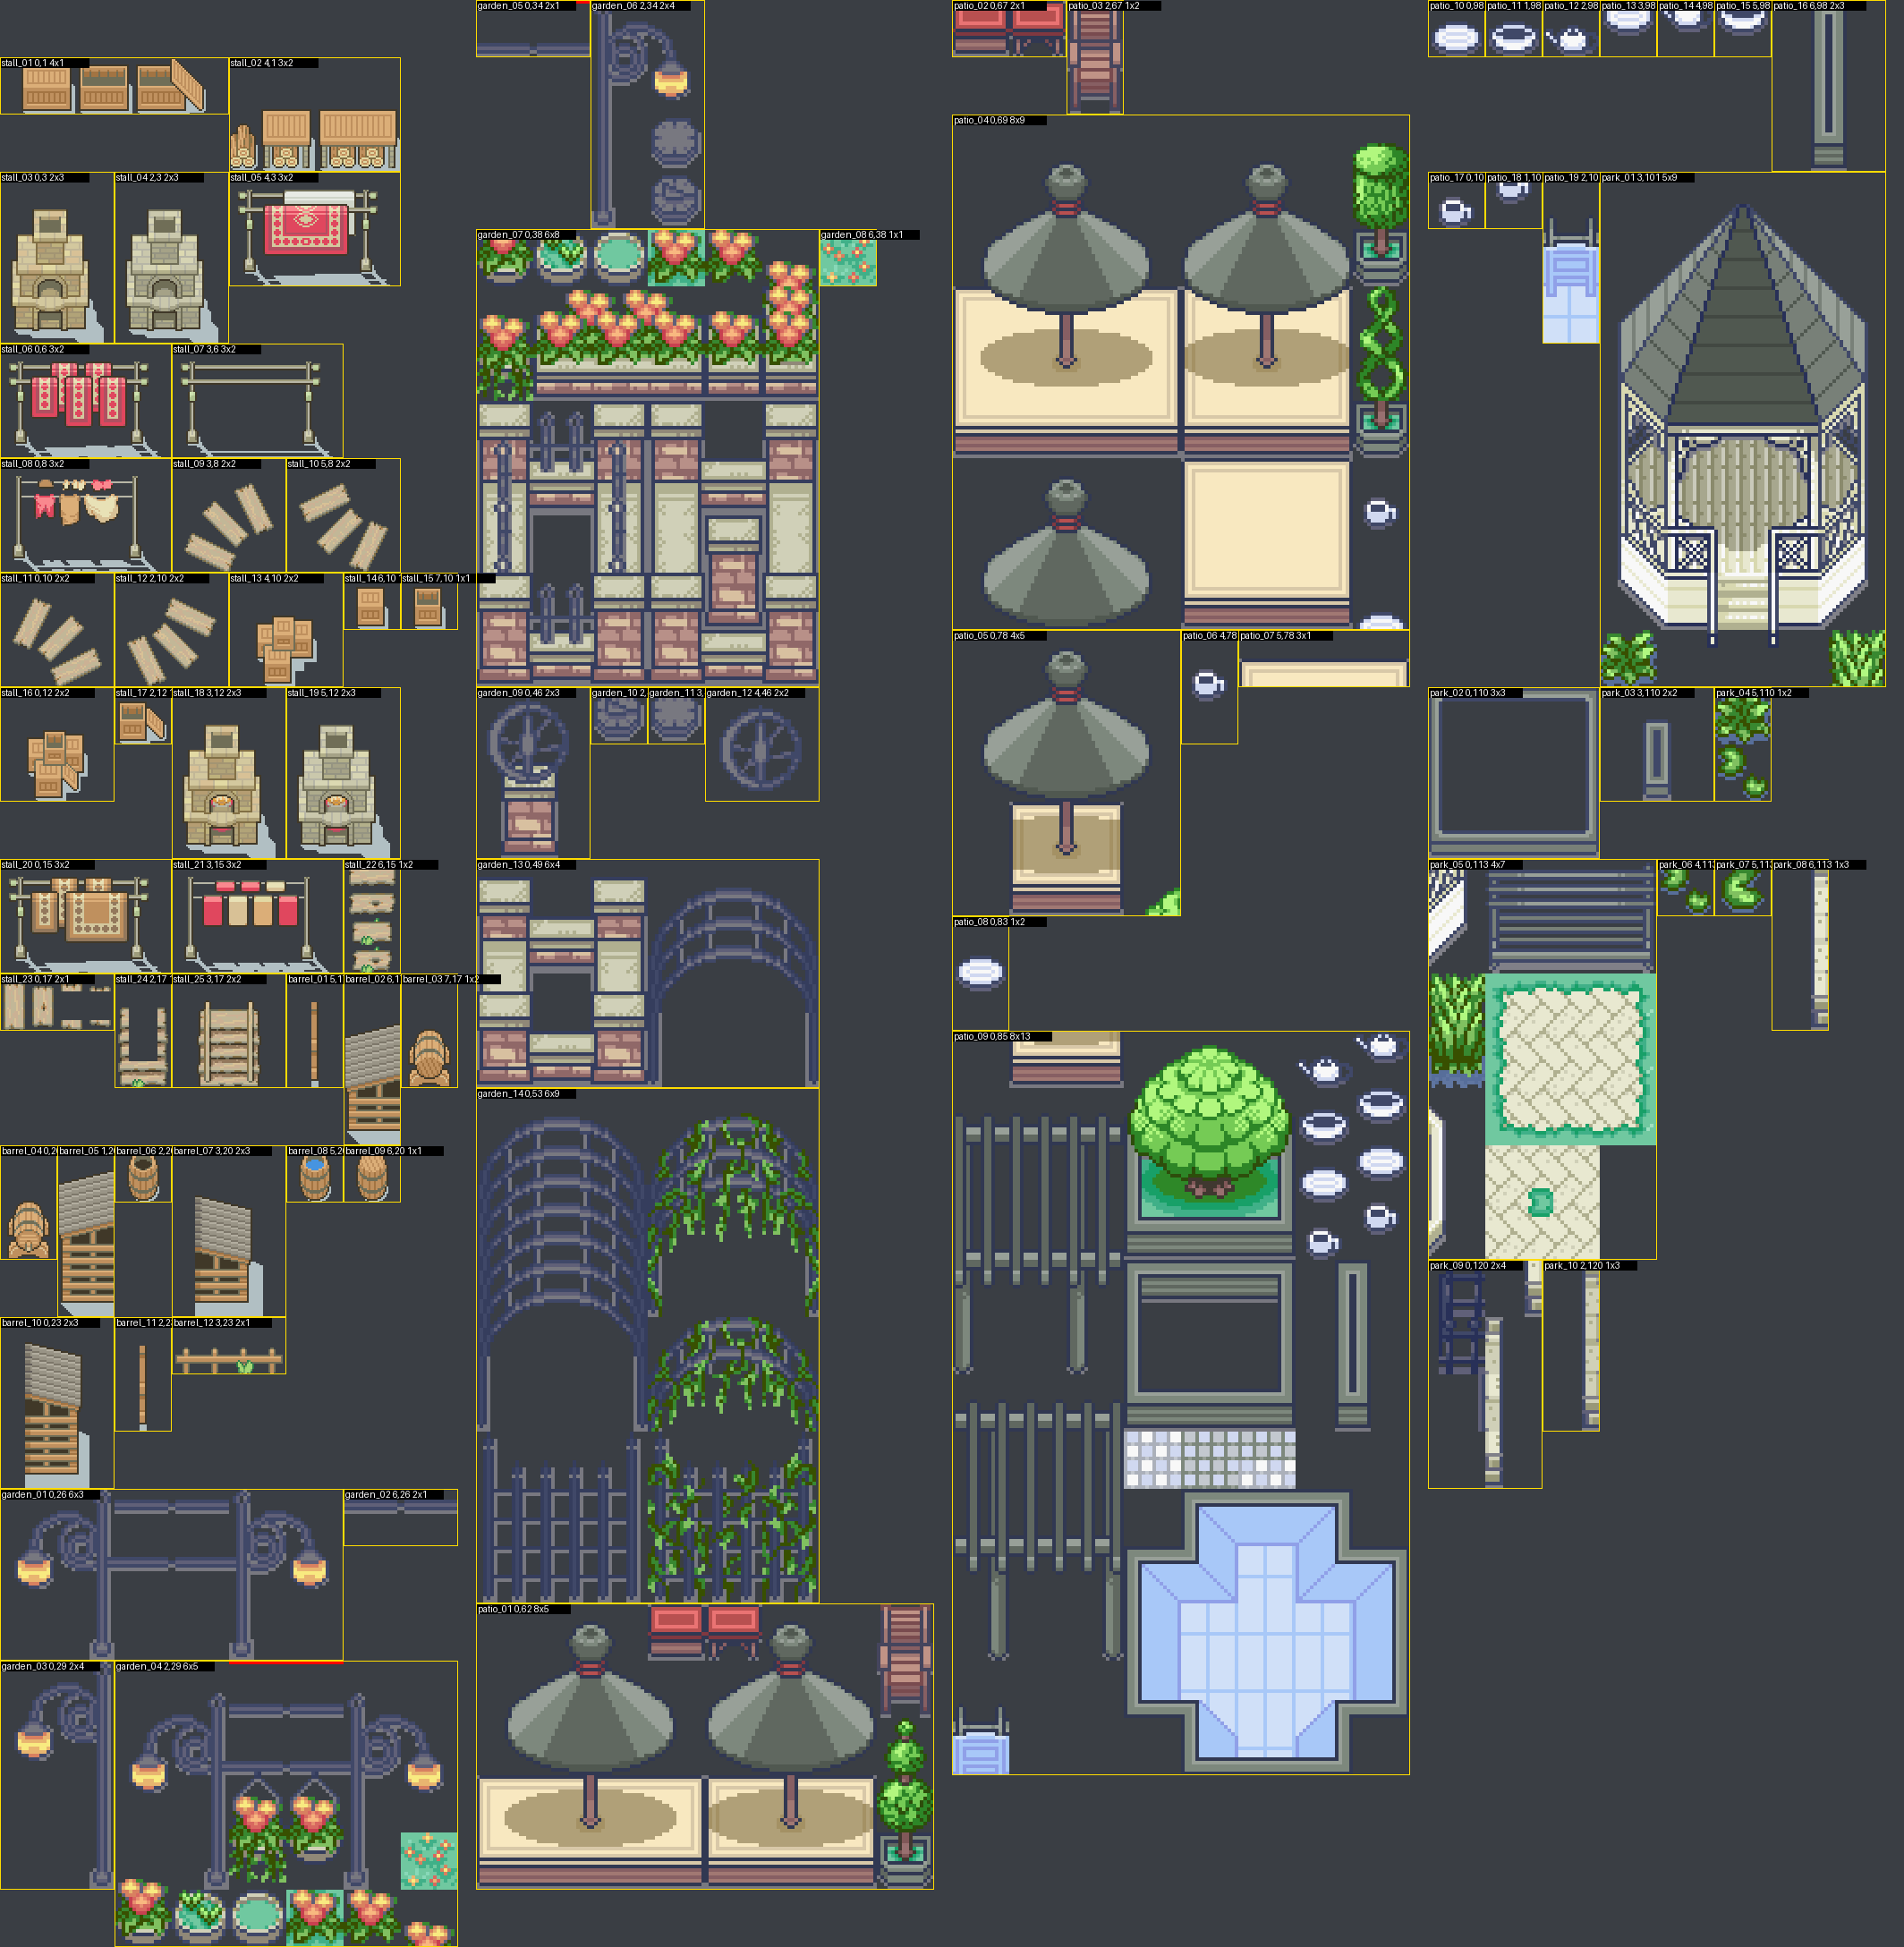 stall_01 0,1 4x1
stall_02 4,1 3x2
stall_03 0,3 2x3
stall_04 2,3 2x3
stall_05 4,3 3x2
stall_06 0,6 3x2
stall_07 3,6 3x2
stall_08 0,8 3x2
stall_09 3,8 2x2
stall_10 5,8 2x2
stall_11 0,10 2x2
stall_12 2,10 2x2
stall_13 4,10 2x2
stall_14 6,10
stall_15 7,10 1x1
stall_16 0,12 2x2
stall_17 2,12
stall_18 3,12 2x3
stall_19 5,12 2x3
stall_20 0,15 3x2
stall_21 3,15 3x2
stall_22 6,15 1x2
stall_23 0,17 2x1
stall_24 2,17
stall_25 3,17 2x2
barrel_01 5,1
barrel_02 6,1
barrel_03 7,17 1x2
barrel_04 0,2
barrel_05 1,2
barrel_06 2,2
barrel_07 3,20 2x3
barrel_08 5,2
barrel_09 6,20 1x1
barrel_10 0,23 2x3
barrel_11 2,2
barrel_12 3,23 2x1
garden_01 0,26 6x3
garden_02 6,26 2x1
garden_03 0,29 2x4
garden_04 2,29 6x5
garden_05 0,34 2x1
garden_06 2,34 2x4
garden_07 0,38 6x8
garden_08 6,38 1x1
garden_09 0,46 2x3
garden_10 2,
garden_11 3,
garden_12 4,46 2x2
garden_13 0,49 6x4
garden_14 0,53 6x9
patio_01 0,62 8x5
patio_02 0,67 2x1
patio_03 2,67 1x2
patio_04 0,69 8x9
patio_05 0,78 4x5
patio_06 4,78
patio_07 5,78 3x1
patio_08 0,83 1x2
patio_09 0,85 8x13
patio_10 0,98
patio_11 1,98
patio_12 2,98
patio_13 3,98
patio_14 4,98
patio_15 5,98
patio_16 6,98 2x3
patio_17 0,10
patio_18 1,10
patio_19 2,10
park_01 3,101 5x9
park_02 0,110 3x3
park_03 3,110 2x2
park_04 5,110 1x2
park_05 0,113 4x7
park_06 4,11
park_07 5,11
park_08 6,113 1x3
park_09 0,120 2x4
park_10 2,120 1x3